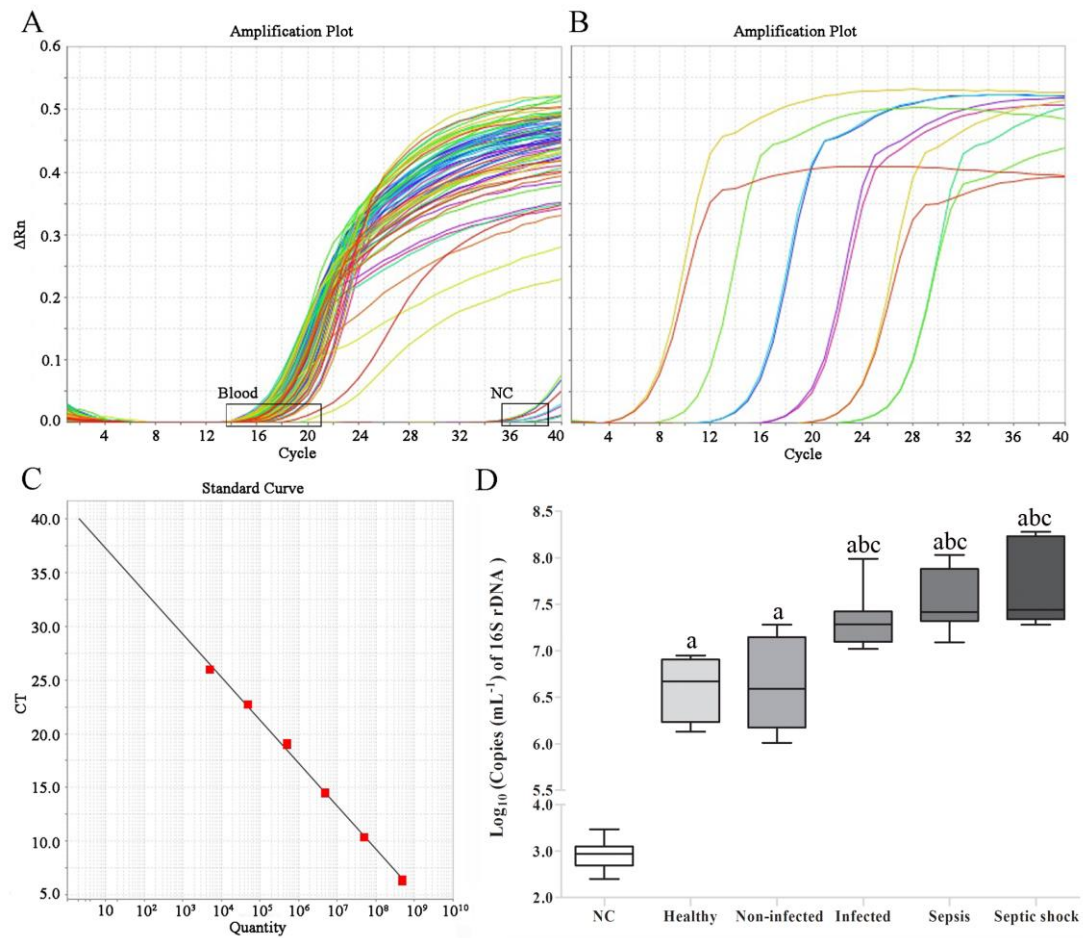 A
Amplification Plot
0.6
0.5
0.4
0.3
0.2
0.1
0.0
ΔRn
Blood
NC
4 8 12 16 20 24 28 32 36 40
Cycle
B
Amplification Plot
4 8 12 16 20 24 28 32 36 40
Cycle
C
Standard Curve
40.0
35.0
30.0
25.0
20.0
15.0
10.0
5.0
CT
10 10² 10³ 10⁴ 10⁵ 10⁶ 10⁷ 10⁸ 10⁹ 10¹⁰
Quantity
D
8.5
8.0
7.5
7.0
6.5
6.0
5.5
4.0
3.0
2.0
Log₁₀ (Copies (mL⁻¹) of 16S rDNA )
a
a
abc
abc
abc
NC Healthy Non-infected Infected Sepsis Septic shock